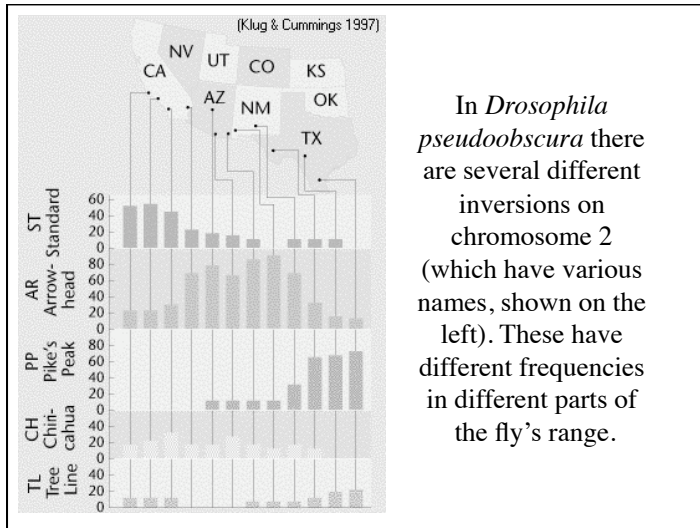 (Klug & Cummings 1997)
NV
UT
CO
KS
CA
AZ
NM
OK
TX
ST
Standard
60
40
20
0
AR
Arrow-
head
80
60
40
20
0
PP
Pike's
Peak
80
60
40
20
0
CH
Chiri-
cahua
40
20
0
TL
Tree
Line
40
20
0
In Drosophila
pseudoobscura there
are several different
inversions on
chromosome 2
(which have various
names, shown on the
left). These have
different frequencies
in different parts of
the fly's range.